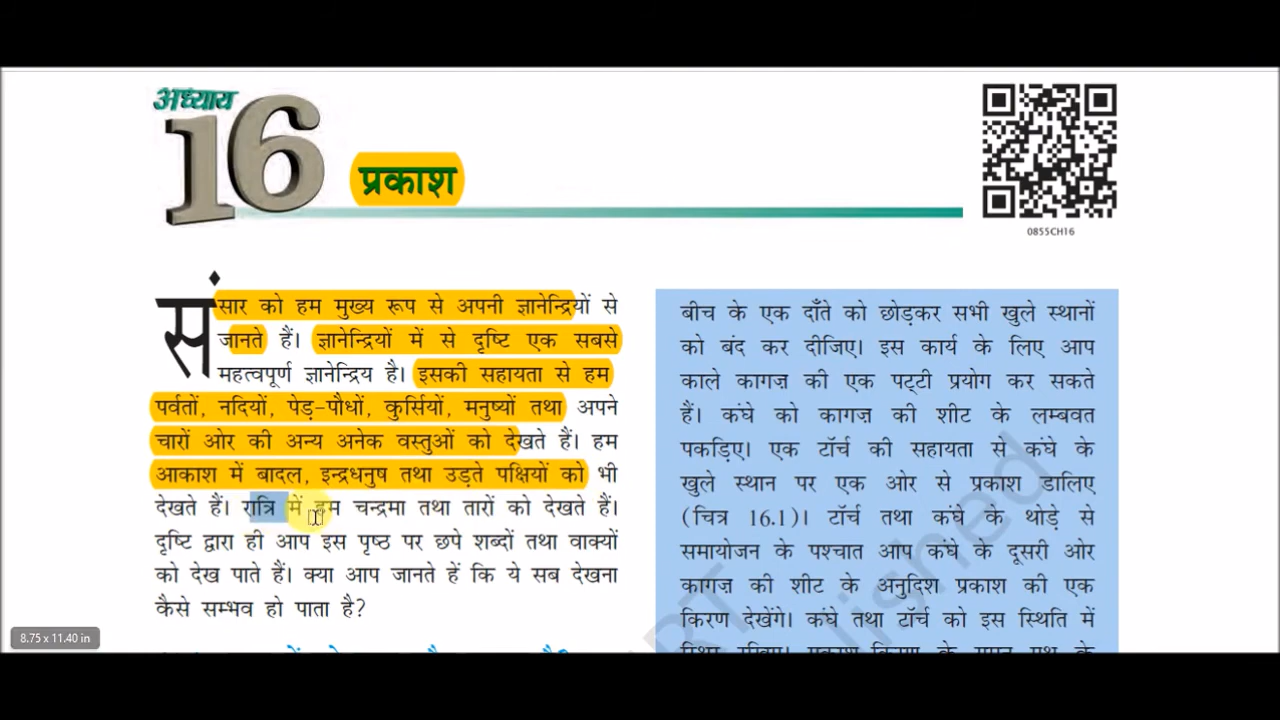 अध्याय
16
प्रकाश
0855CH16
संसार को हम मुख्य रूप से अपनी ज्ञानेन्द्रियों से
जानते हैं। ज्ञानेन्द्रियों में से दृष्टि एक सबसे
महत्वपूर्ण ज्ञानेन्द्रिय है। इसकी सहायता से हम
पर्वतों, नदियों, पेड़-पौधों, कुर्सियों, मनुष्यों तथा अपने
चारों ओर की अन्य अनेक वस्तुओं को देखते हैं। हम
आकाश में बादल, इन्द्रधनुष तथा उड़ते पक्षियों को भी
देखते हैं। रात्रि में हम चन्द्रमा तथा तारों को देखते हैं।
दृष्टि द्वारा ही आप इस पृष्ठ पर छपे शब्दों तथा वाक्यों
को देख पाते हैं। क्या आप जानते हें कि ये सब देखना
कैसे सम्भव हो पाता है?
बीच के एक दाँते को छोड़कर सभी खुले स्थानों
को बंद कर दीजिए। इस कार्य के लिए आप
काले कागज़ की एक पट्टी प्रयोग कर सकते
हैं। कंघे को कागज़ की शीट के लम्बवत
पकड़िए। एक टॉर्च की सहायता से कंघे के
खुले स्थान पर एक ओर से प्रकाश डालिए
(चित्र 16.1)। टॉर्च तथा कंघे के थोड़े से
समायोजन के पश्चात आप कंघे के दूसरी ओर
कागज़ की शीट के अनुदिश प्रकाश की एक
किरण देखेंगे। कंघे तथा टॉर्च को इस स्थिति में
8.75 x 11.40 in